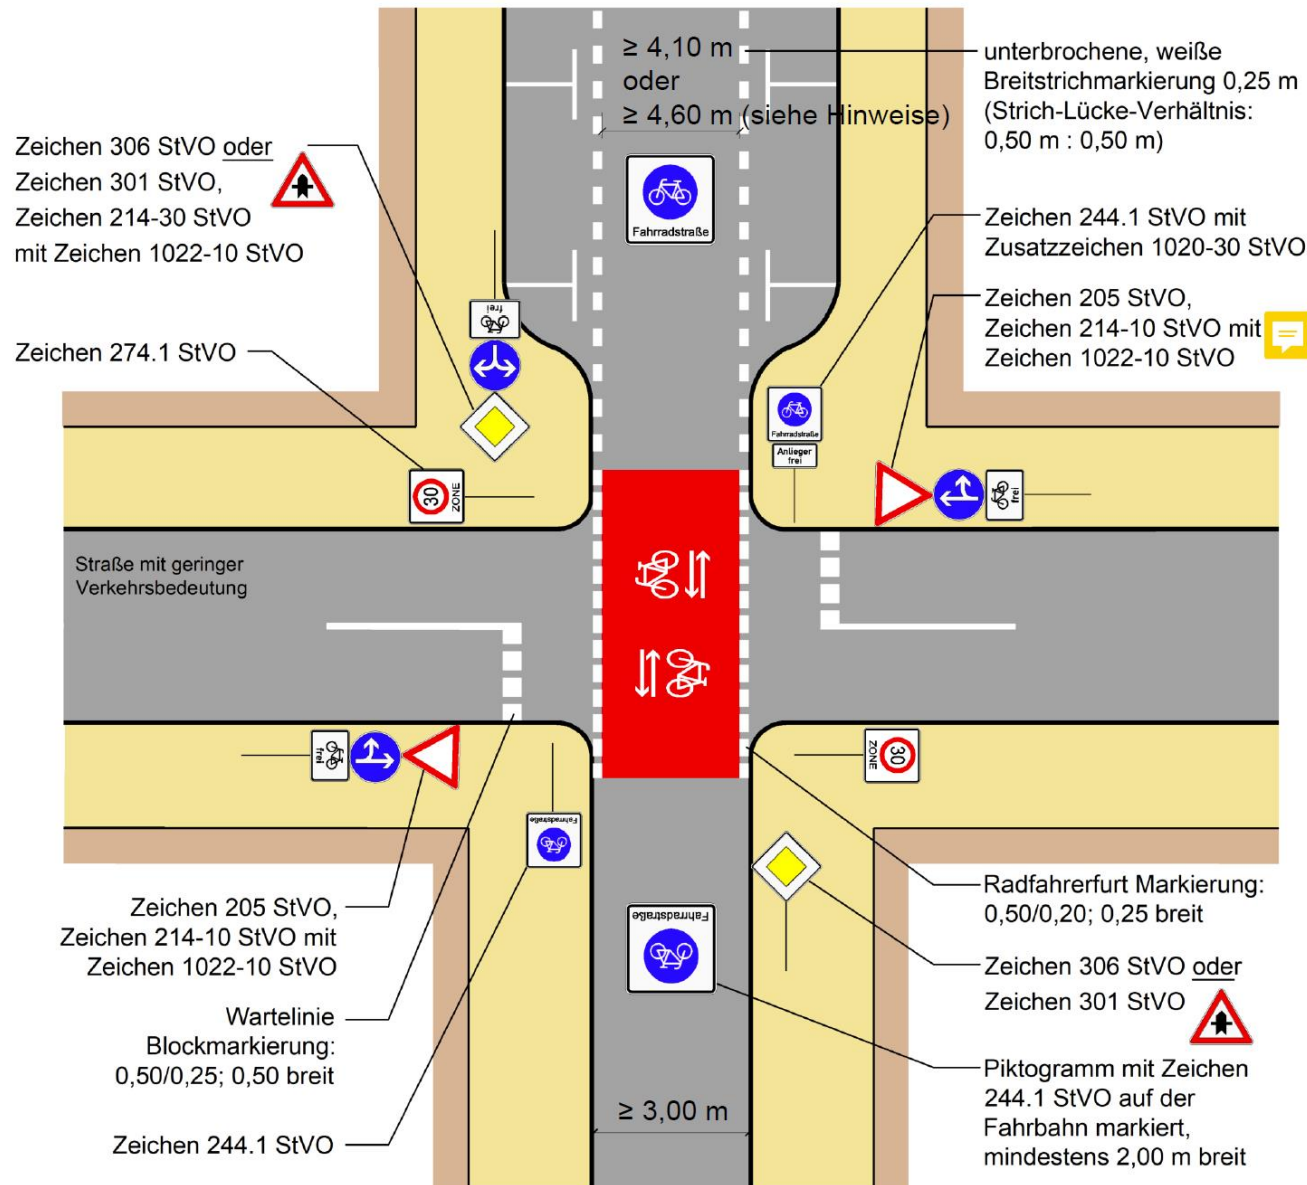 ≥ 4,10 m
oder
≥ 4,60 m (siehe Hinweise)
unterbrochene, weiße
Breitstrichmarkierung 0,25 m
(Strich-Lücke-Verhältnis:
0,50 m : 0,50 m)
Zeichen 306 StVO oder
Zeichen 301 StVO,
Zeichen 214-30 StVO
mit Zeichen 1022-10 StVO
Fahrradstraße
Zeichen 244.1 StVO mit
Zusatzzeichen 1020-30 StVO
Zeichen 205 StVO,
Zeichen 214-10 StVO mit
Zeichen 1022-10 StVO
frei
Zeichen 274.1 StVO
Fahrradstraße
Anlieger
frei
30
ZONE
frei
Straße mit geringer
Verkehrsbedeutung
frei
Fahrradstraße
ZONE
30
Zeichen 205 StVO,
Zeichen 214-10 StVO mit
Zeichen 1022-10 StVO
Fahrradstraße
Radfahrerfurt Markierung:
0,50/0,20; 0,25 breit
Zeichen 306 StVO oder
Zeichen 301 StVO
Wartelinie
Blockmarkierung:
0,50/0,25; 0,50 breit
Piktogramm mit Zeichen
244.1 StVO auf der
Fahrbahn markiert,
mindestens 2,00 m breit
≥ 3,00 m
Zeichen 244.1 StVO